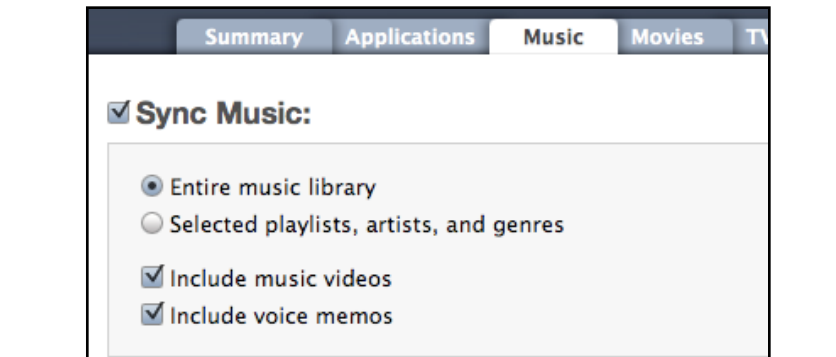 Summary Applications Music Movies TV
Sync Music:
Entire music library
Selected playlists, artists, and genres
Include music videos
Include voice memos